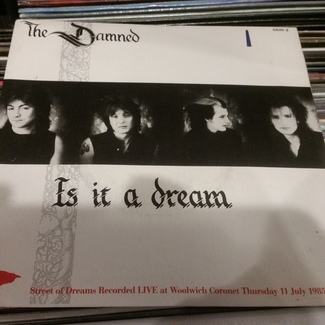 The Damned
Is it a dream
Street of Dreams Recorded LIVE at Woolwich Coronet Thursday 11 July 1985